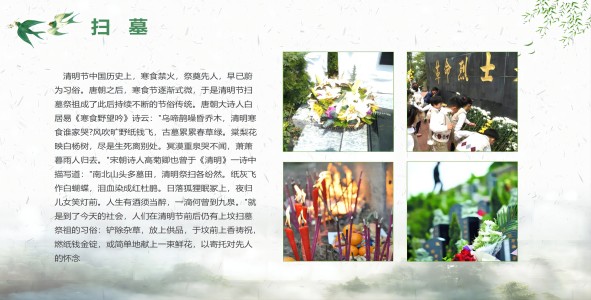 扫 墓
清明节中国历史上，寒食禁火，祭奠先人，早已蔚
为习俗。唐朝之后，寒食节逐渐式微，于是清明节扫
墓祭祖成了此后持续不断的节俗传统。唐朝大诗人白
居易《寒食野望吟》诗云："乌啼鹊噪昏乔木，清明寒
食谁家哭?风吹旷野纸钱飞，古墓累累春草绿。棠梨花
映白杨树，尽是生死离别处。冥漠重泉哭不闻，萧萧
暮雨人归去。"宋朝诗人高菊卿也曾于《清明》一诗中
描写道："南北山头多墓田，清明祭扫各纷然。纸灰飞
作白蝴蝶，泪血染成红杜鹃。日落狐狸眠冢上，夜归
儿女笑灯前。人生有酒须当醉，一滴何曾到九泉。"就
是到了今天的社会，人们在清明节前后仍有上坟扫墓
祭祖的习俗：铲除杂草，放上供品，于坟前上香祷祝，
燃纸钱金锭，或简单地献上一束鲜花，以寄托对先人
的怀念
革命烈士